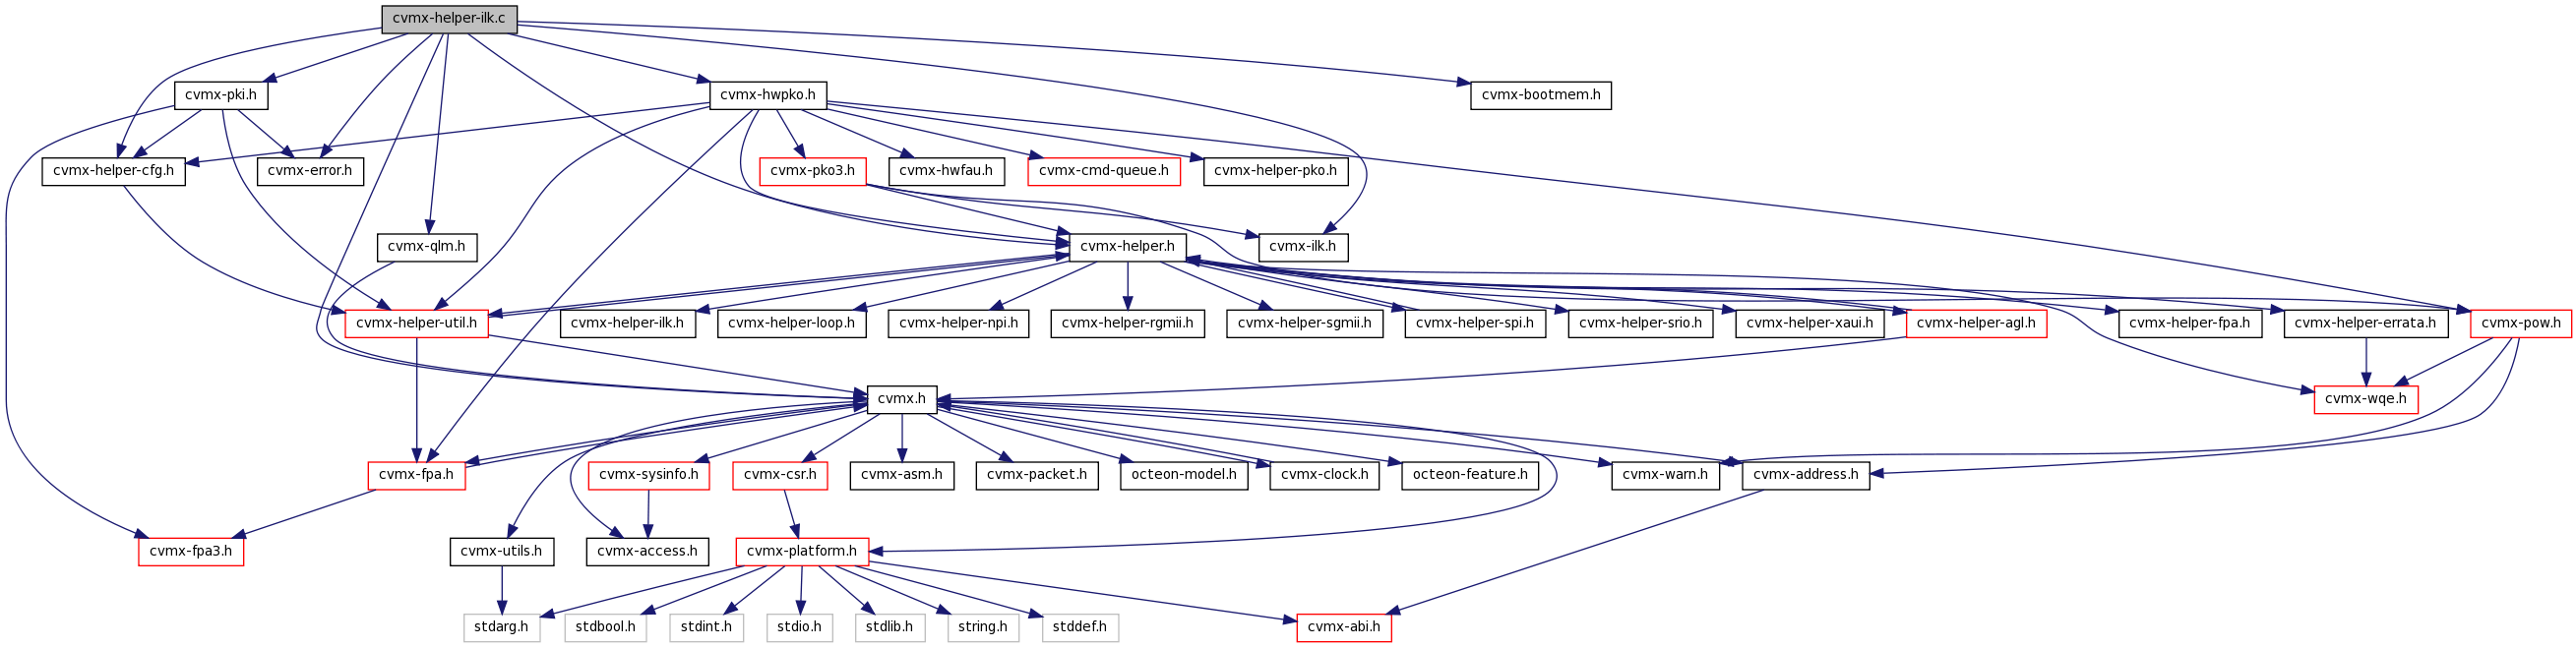 cvmx-helper-ilk.c
cvmx-pki.h
cvmx-hwpko.h
cvmx-bootmem.h
cvmx-helper-cfg.h
cvmx-error.h
cvmx-pko3.h
cvmx-hwfau.h
cvmx-cmd-queue.h
cvmx-helper-pko.h
cvmx-qlm.h
cvmx-helper.h
cvmx-ilk.h
cvmx-helper-util.h
cvmx-helper-ilk.h
cvmx-helper-loop.h
cvmx-helper-npi.h
cvmx-helper-rgmii.h
cvmx-helper-sgmii.h
cvmx-helper-spi.h
cvmx-helper-srio.h
cvmx-helper-xaui.h
cvmx-helper-agl.h
cvmx-helper-fpa.h
cvmx-helper-errata.h
cvmx-pow.h
cvmx.h
cvmx-wqe.h
cvmx-fpa.h
cvmx-sysinfo.h
cvmx-csr.h
cvmx-asm.h
cvmx-packet.h
octeon-model.h
cvmx-clock.h
octeon-feature.h
cvmx-warn.h
cvmx-address.h
cvmx-fpa3.h
cvmx-utils.h
cvmx-access.h
cvmx-platform.h
stdarg.h
stdbool.h
stdint.h
stdio.h
stdlib.h
string.h
stddef.h
cvmx-abi.h